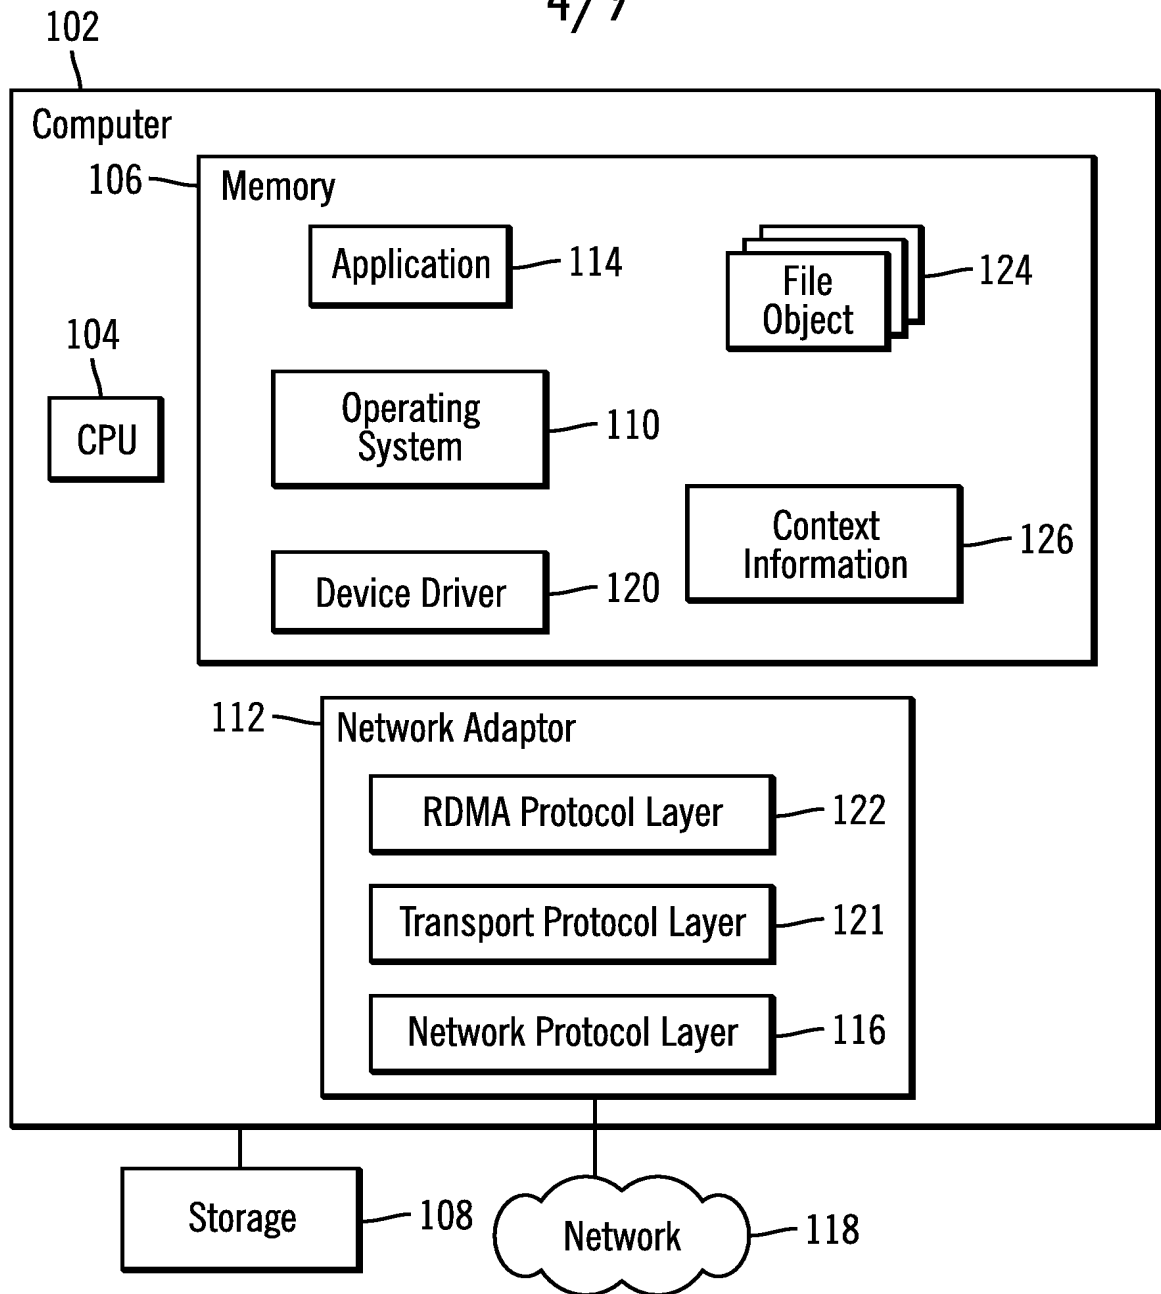 4/9
102
Computer
106
Memory
Application
114
File
Object
124
104
CPU
Operating
System
110
Context
Information
126
Device Driver
120
112
Network Adaptor
RDMA Protocol Layer
122
Transport Protocol Layer
121
Network Protocol Layer
116
Storage
108
Network
118